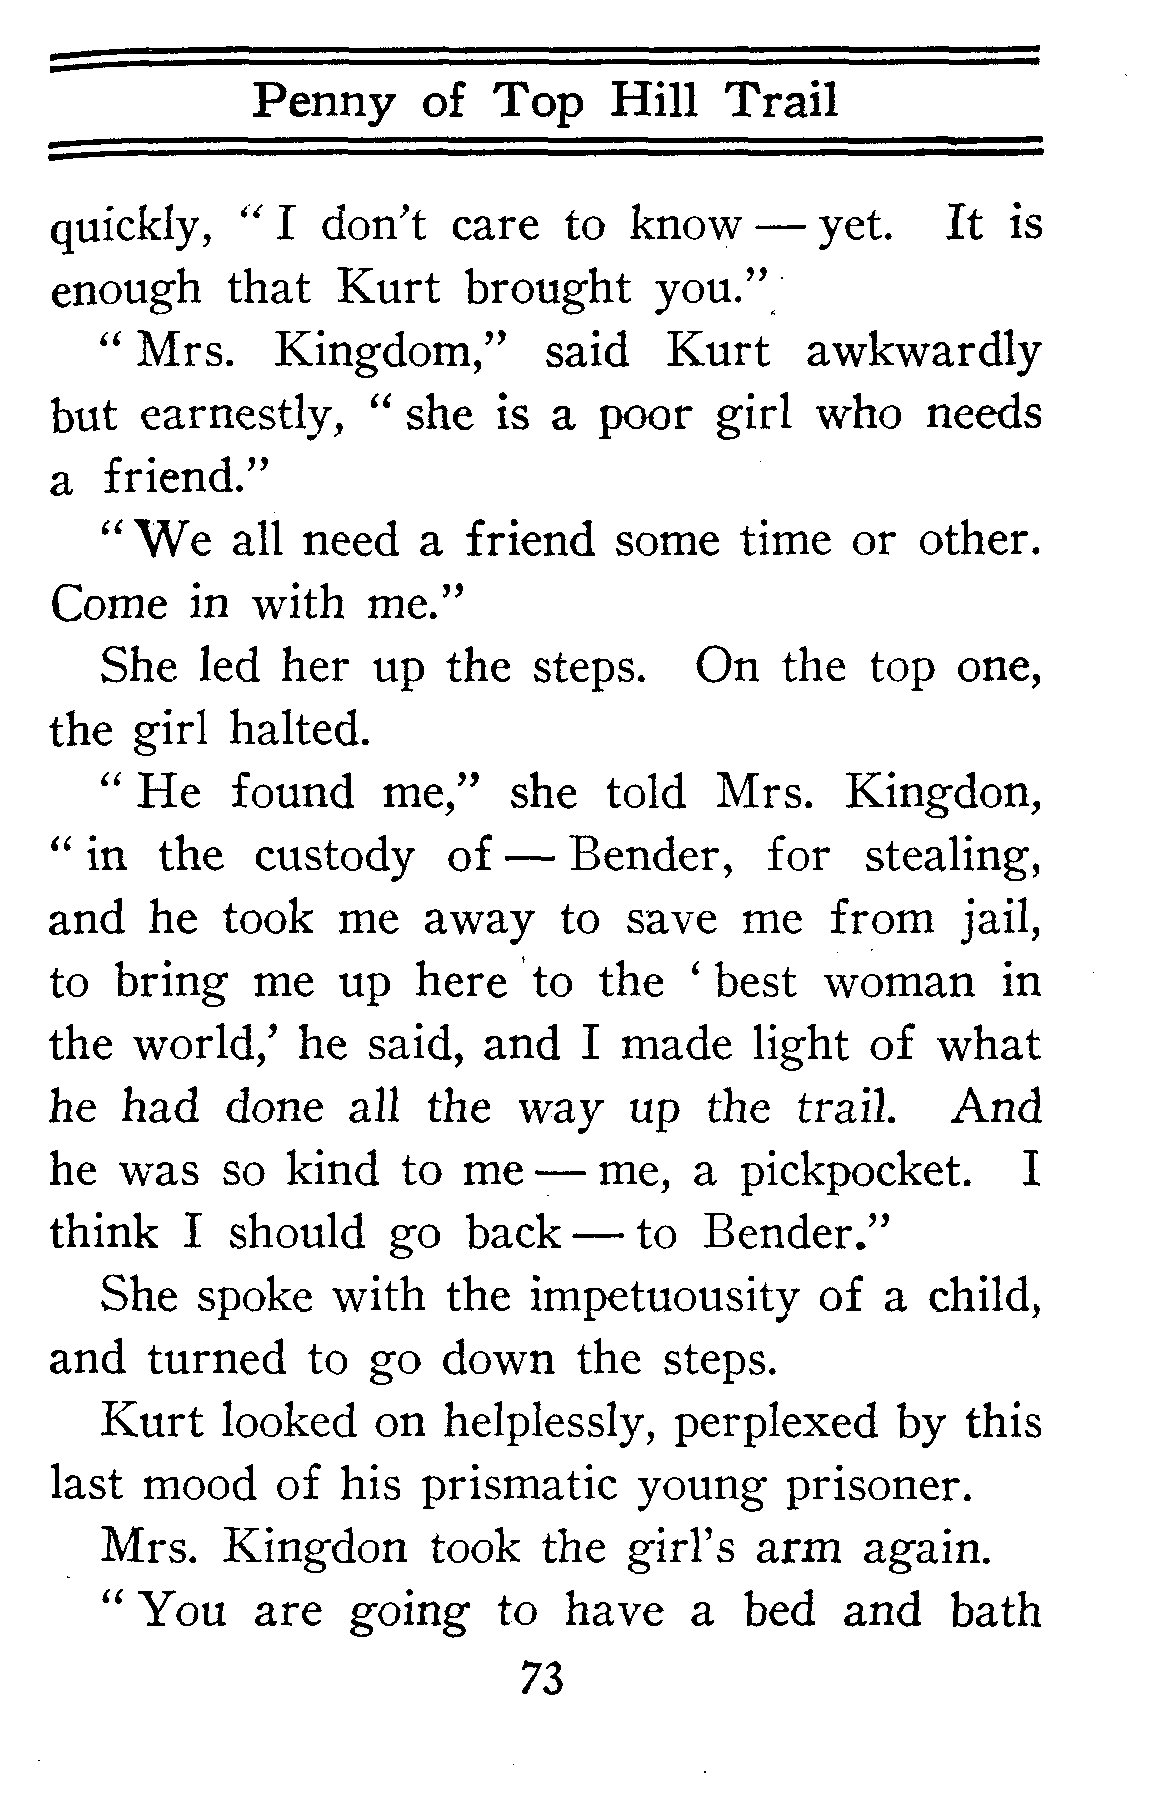 Penny of Top Hill Trail
quickly, “ I don’t care to know — yet. It is
enough that Kurt brought you.”
“ Mrs. Kingdom,” said Kurt awkwardly
but earnestly, “ she is a poor girl who needs
a friend.”
“ We all need a friend some time or other.
Come in with me.”
She led her up the steps. On the top one,
the girl halted.
“ He found me,” she told Mrs. Kingdon,
“ in the custody of — Bender, for stealing,
and he took me away to save me from jail,
to bring me up here to the ‘ best woman in
the world,’ he said, and I made light of what
he had done all the way up the trail. And
he was so kind to me — me, a pickpocket. I
think I should go back — to Bender.”
She spoke with the impetuousity of a child,
and turned to go down the steps.
Kurt looked on helplessly, perplexed by this
last mood of his prismatic young prisoner.
Mrs. Kingdon took the girl’s arm again.
“ You are going to have a bed and bath
73